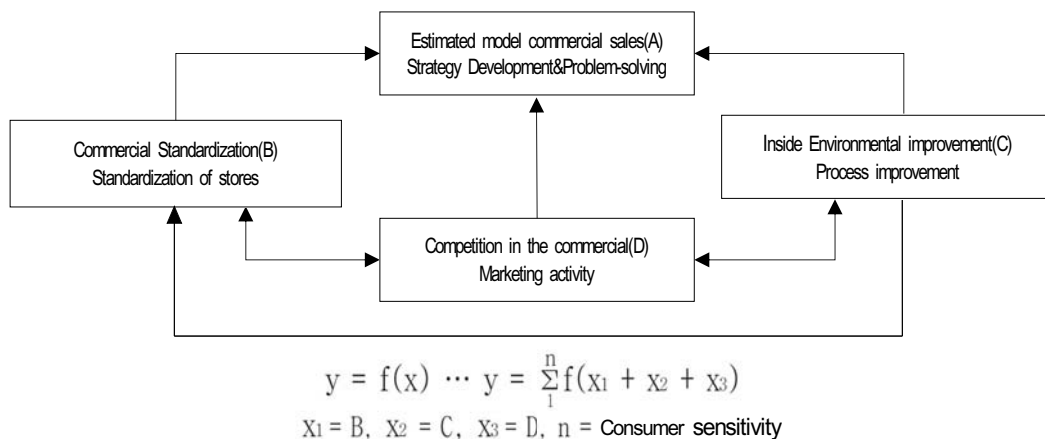 Estimated model commercial sales(A)
Strategy Development&Problem-solving
Commercial Standardization(B)
Standardization of stores
Inside Environmental improvement(C)
Process improvement
Competition in the commercial(D)
Marketing activity
y = f(x) ⋯ y = n∑1 f(x₁ + x₂ + x₃)
x₁ = B, x₂ = C, x₃ = D, n = Consumer sensitivity